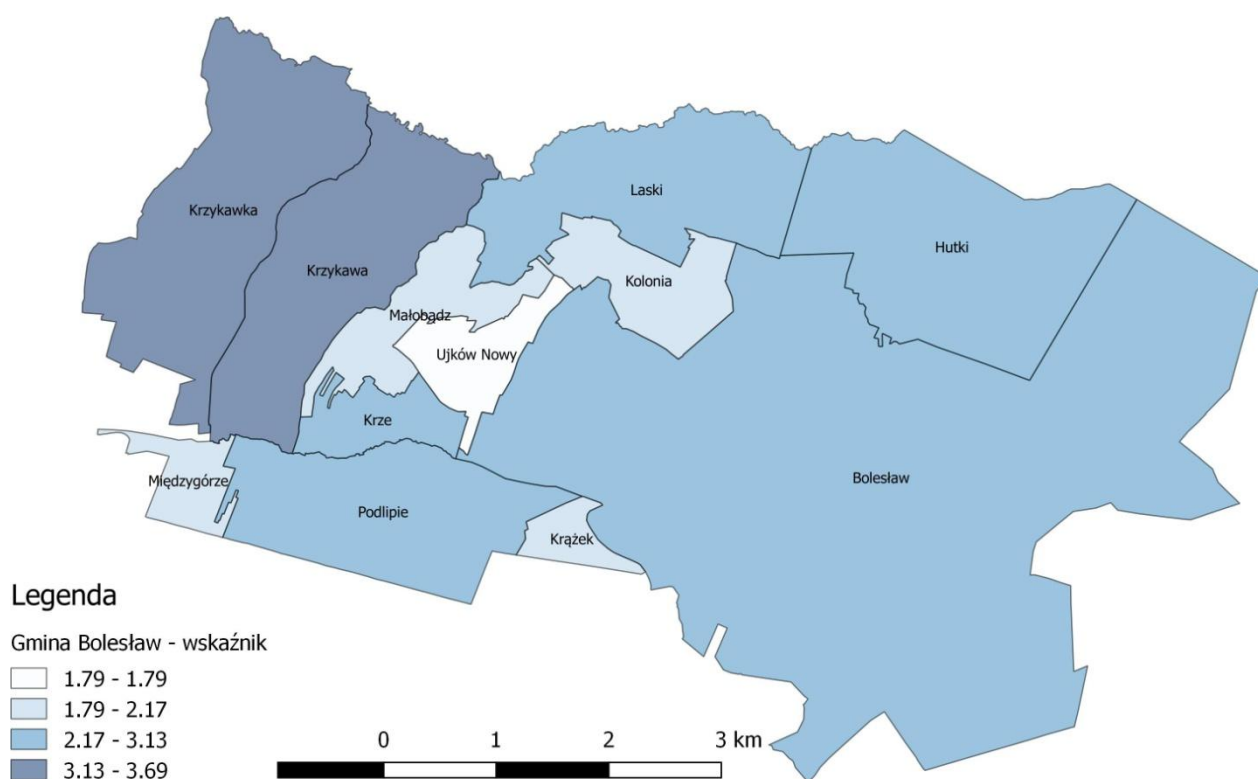 Krzykawka
Laski
Hutki
Krzykawa
Kolonia
Małobądz
Ujków Nowy
Krze
Bolesław
Międzygórze
Podlipie
Krążek
Legenda
Gmina Bolesław - wskaźnik
1.79 - 1.79
1.79 - 2.17
2.17 - 3.13
3.13 - 3.69
0 1 2 3 km